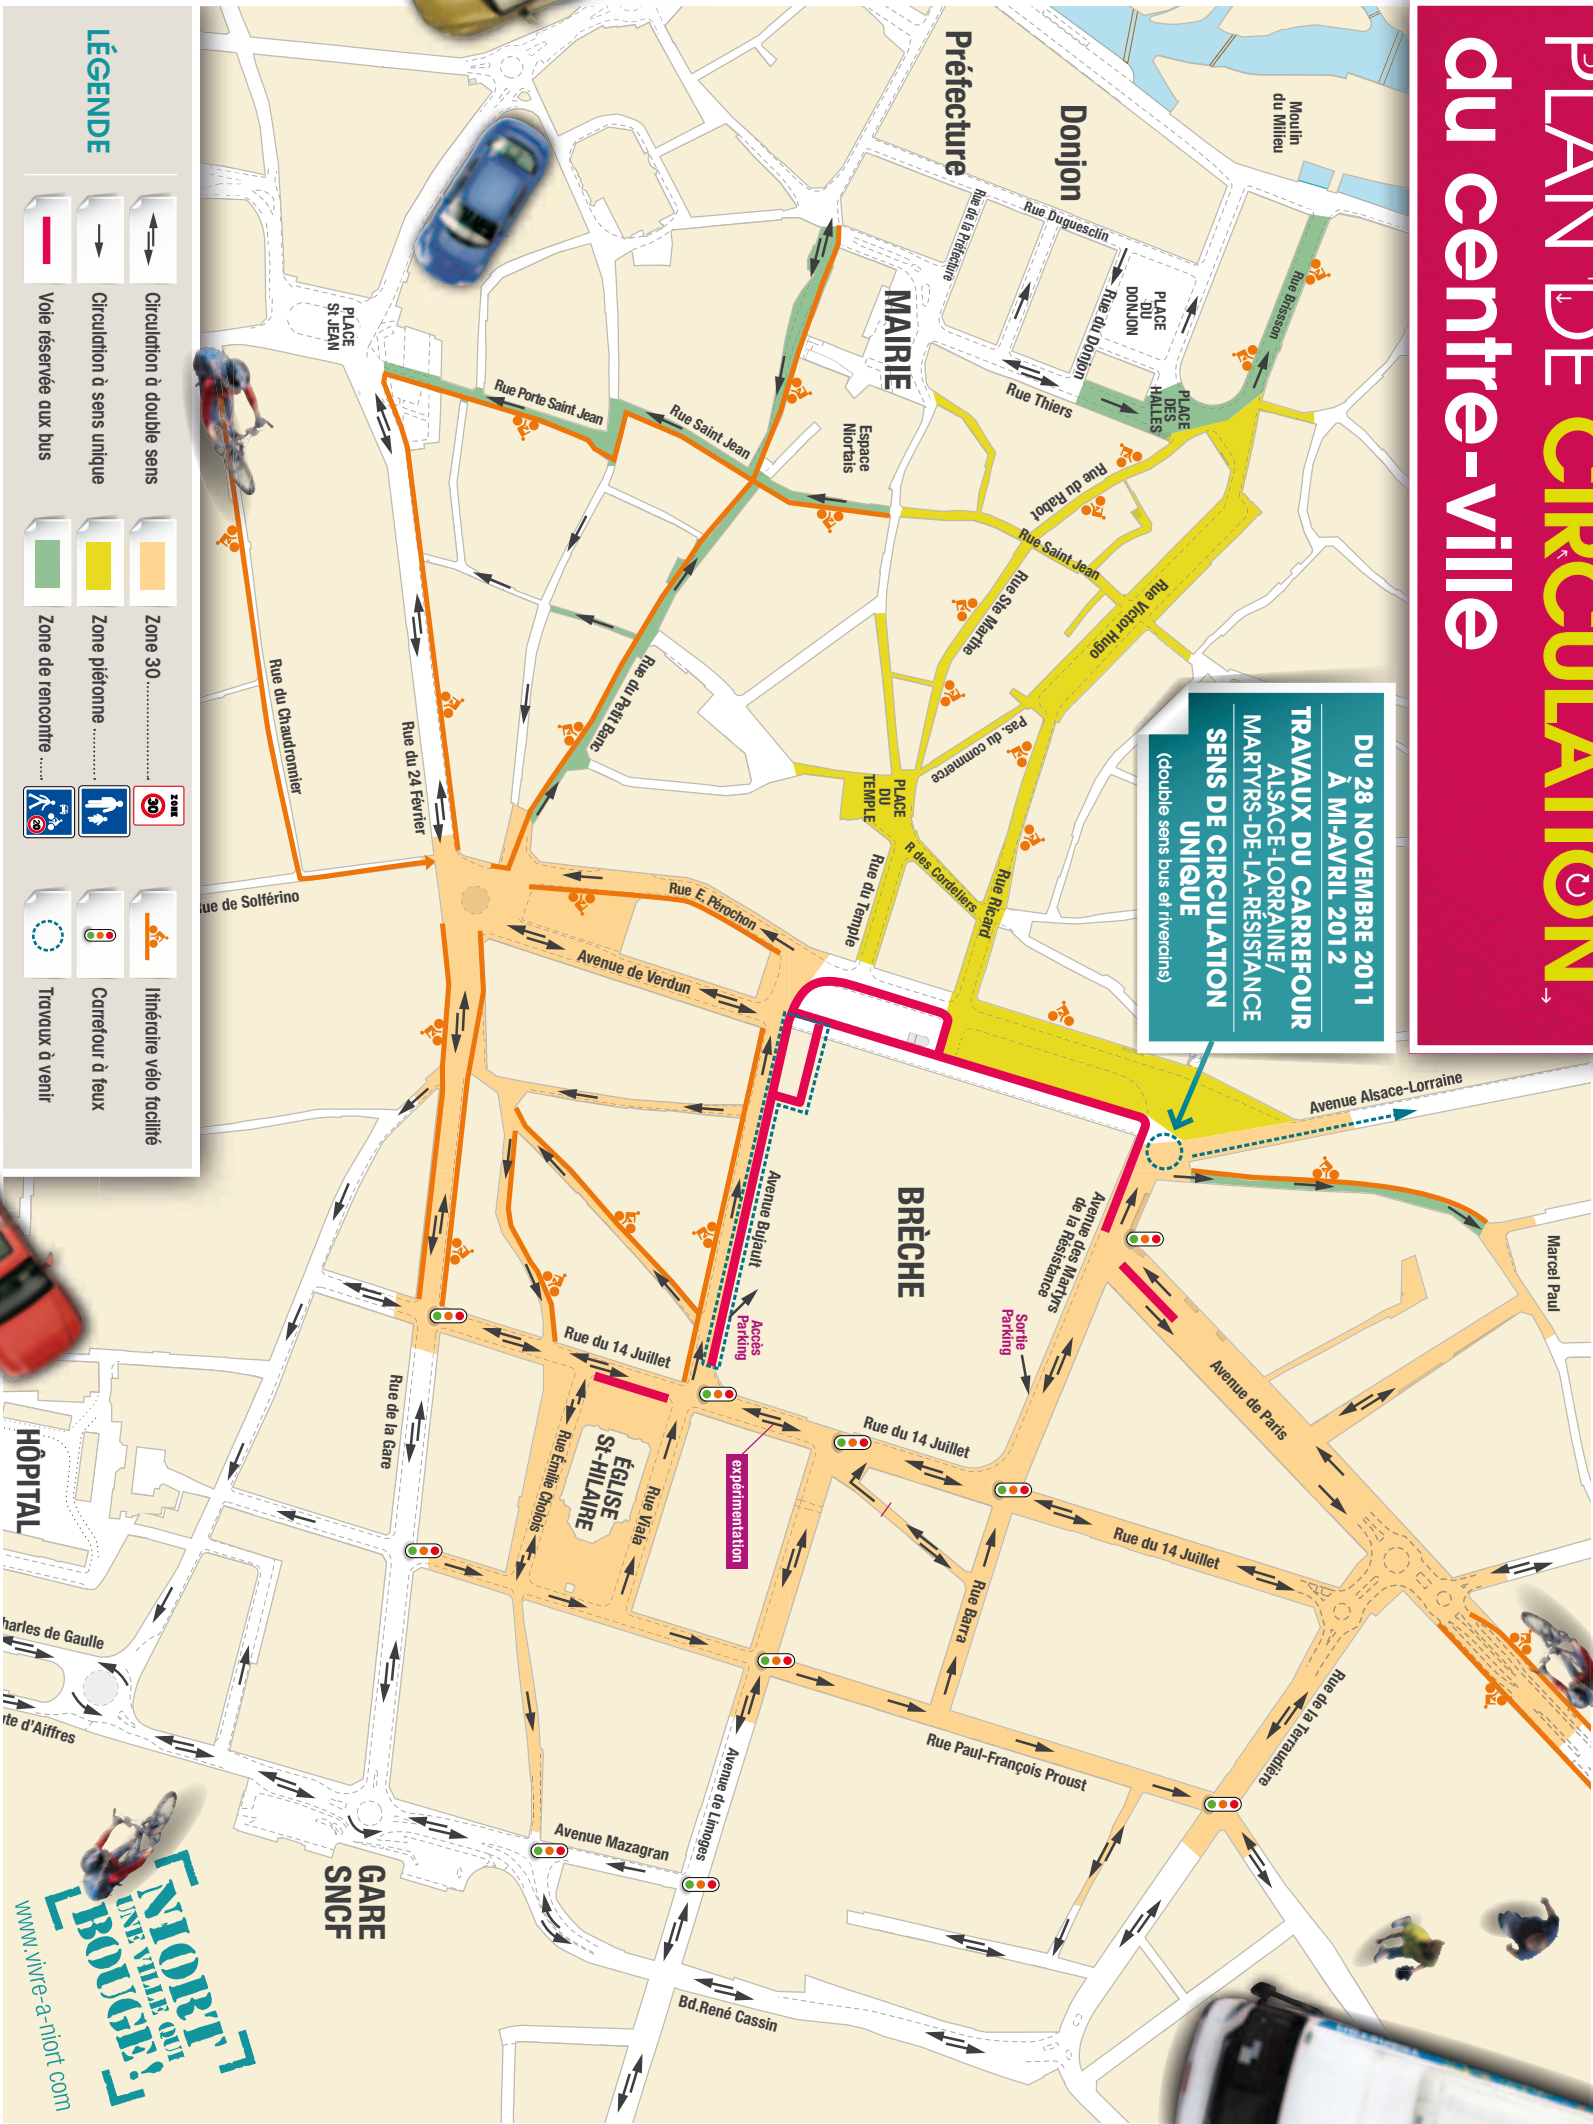 PLAN DE CIRCULATION
du centre-ville
DU 28 NOVEMBRE 2011
À MI-AVRIL 2012
TRAVAUX DU CARREFOUR
ALSACE-LORRAINE/
MARTYRS-DE-LA-RÉSISTANCE
SENS DE CIRCULATION
UNIQUE
(double sens bus et riverains)
Moulin
du Milieu
Donjon
Préfecture
Rue Duguesclin
Rue de la Préfecture
PLACE
DU
DONJON
Rue du Donjon
Rue Thiers
PLACE
DES
HALLES
Rue Brissson
MAIRIE
Espace
Niortais
Rue du Rabot
Rue Saint Jean
Rue Victor Hugo
Rue Ste Marthe
Pas. du commerce
PLACE
DU
TEMPLE
R des Cordeliers
Rue Ricard
Rue du Temple
Rue Saint Jean
Rue Porte Saint Jean
PLACE
St JEAN
Rue du Petit Banc
Rue du 24 Février
Rue du Chaudronnier
ue de Solférino
Rue E. Pérochon
Avenue de Verdun
Avenue Bujault
BRÈCHE
Avenue Alsace-Lorraine
Marcel Paul
Avenue des Martyrs
de la Résistance
Sortie
Parking
Accès
Parking
Avenue de Paris
Rue du 14 Juillet
Rue du 14 Juillet
Rue du 14 Juillet
expérimentation
ÉGLISE
St-HILAIRE
Rue Viala
Rue Émilie Cholois
Rue de la Gare
HÔPITAL
Rue Barra
Rue de la Terraudière
Rue Paul-François Proust
Avenue de Limoges
Avenue Mazagran
GARE
SNCF
Bd.René Cassin
harles de Gaulle
te d'Aiffres
LÉGENDE
Circulation à double sens
Circulation à sens unique
Voie réservée aux bus
Zone 30
ZONE
30
Zone piétonne
Zone de rencontre
20
Itinéraire vélo facilité
Carrefour à feux
Travaux à venir
NIORT
UNE VILLE QUI
BOUGE!
www.vivre-a-niort.com